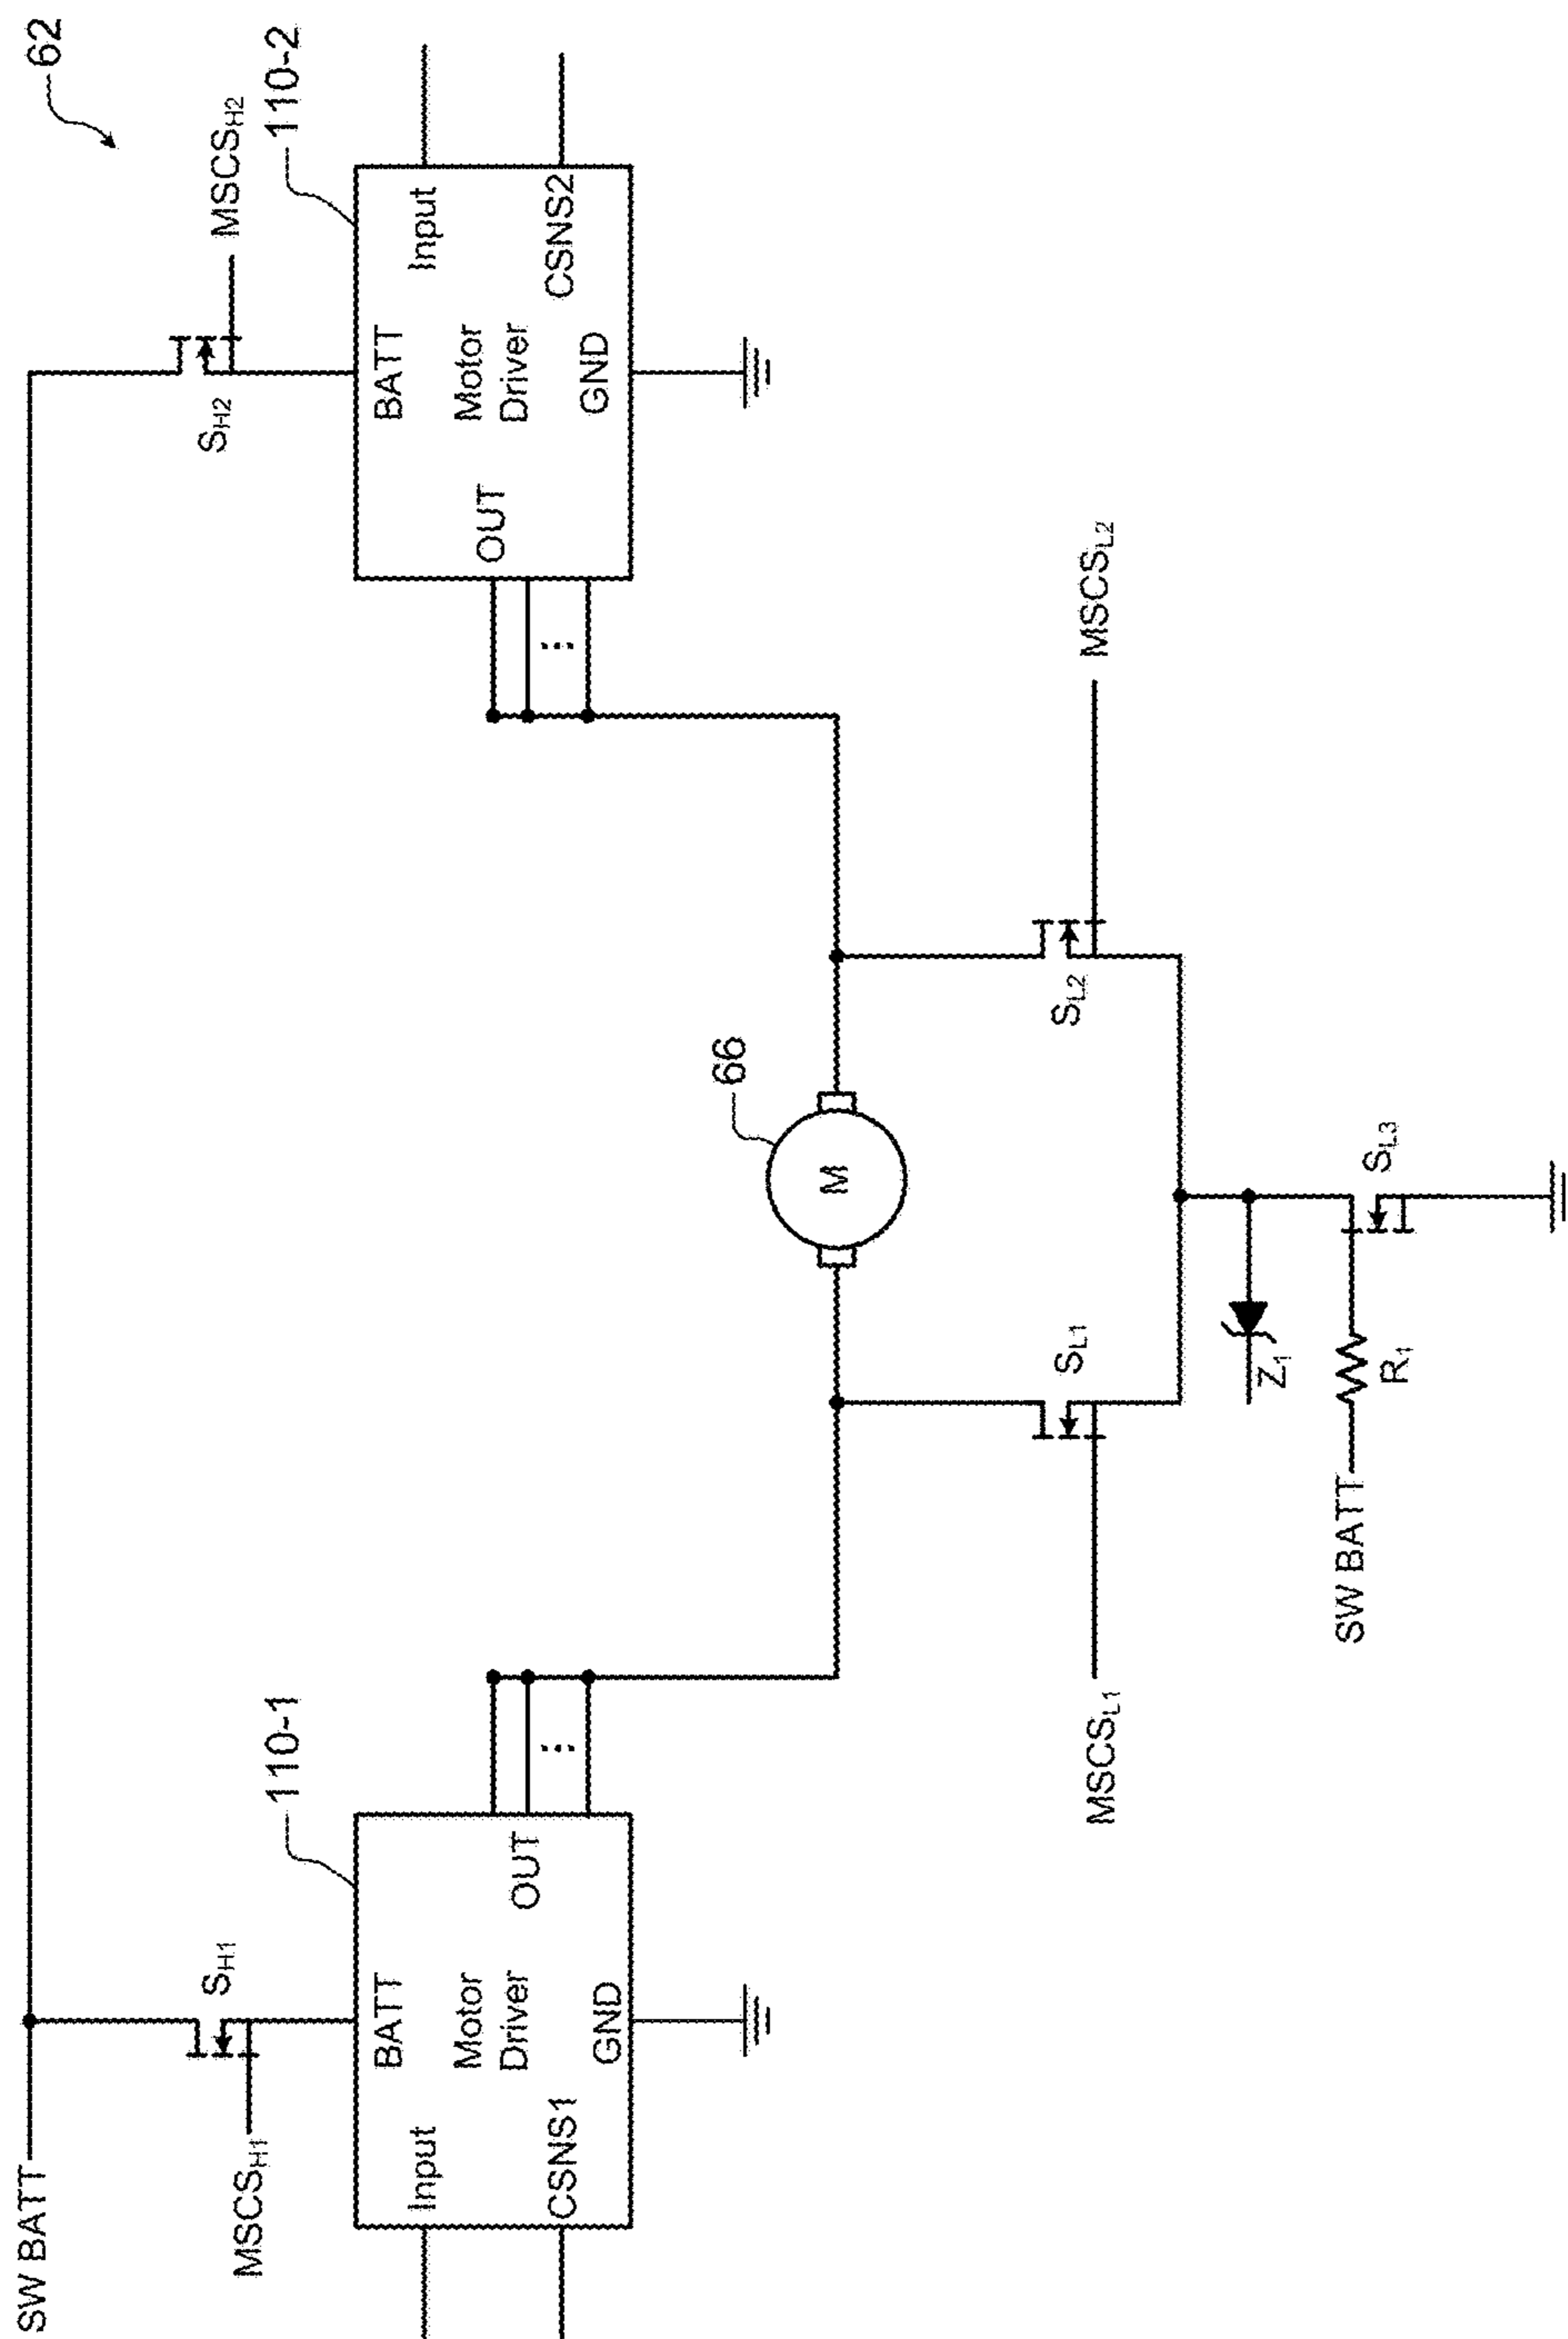 62
SW BATT
MSCSH1
SH1
SH2
MSCSH2
110-1
110-2
BATT
Input
Motor
Driver
OUT
CSNS1
GND
BATT
Input
OUT
Motor
Driver
CSNS2
GND
66
M
SL1
SL2
MSCSL1
MSCSL2
Z1
SW BATT
R1
SL3